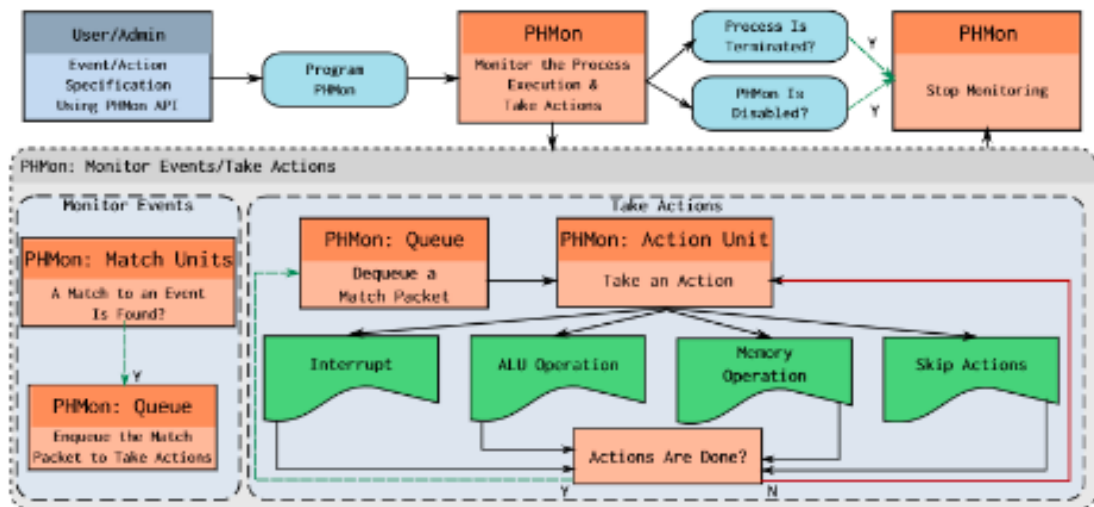 User/Admin
Event/Action
Specification
Using PHMon API
Program
PHMon
PHMon
Monitor the Process
Execution &
Take Actions
Process Is
Terminated?
PHMon Is
Disabled?
Y
Y
PHMon
Stop Monitoring
PHMon: Monitor Events/Take Actions
Monitor Events
PHMon: Match Units
A Match to an Event
Is Found?
Y
PHMon: Queue
Enqueue the Match
Packet to Take Actions
Take Actions
PHMon: Queue
Dequeue a
Match Packet
PHMon: Action Unit
Take an Action
Interrupt
ALU Operation
Memory
Operation
Skip Actions
Actions Are Done?
Y
N